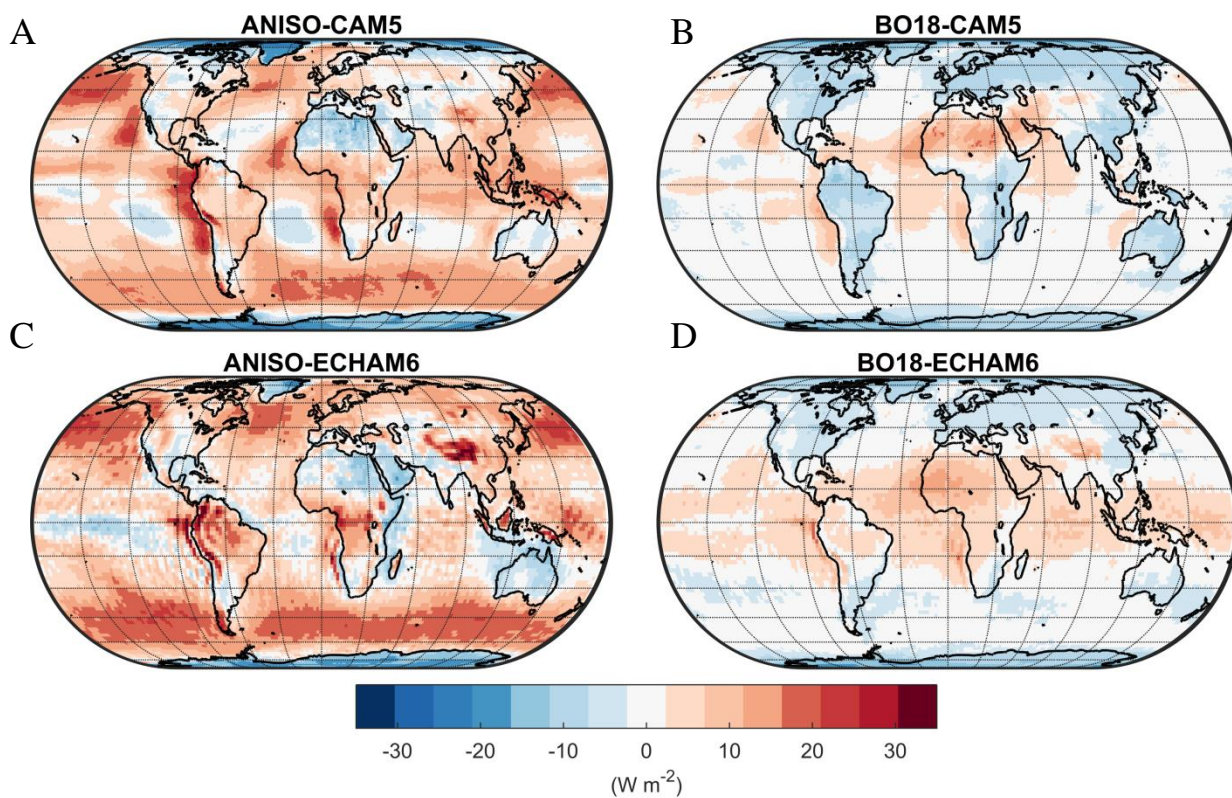 A
ANISO-CAM5
B
BO18-CAM5
C
ANISO-ECHAM6
D
BO18-ECHAM6
-30 -20 -10 0 10 20 30
(W m⁻²)